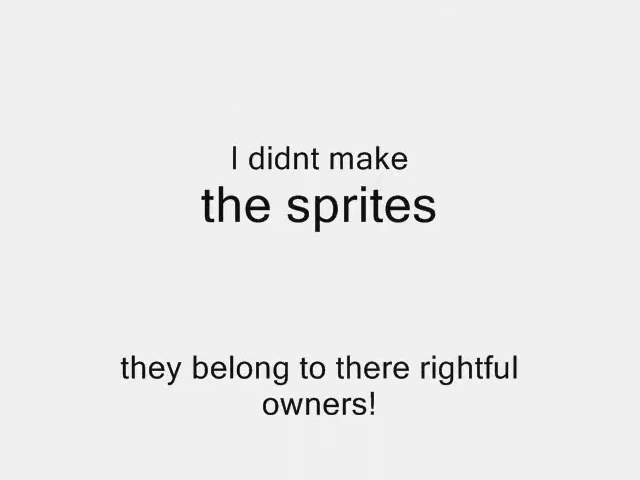 I didnt make
the sprites
they belong to there rightful
owners!